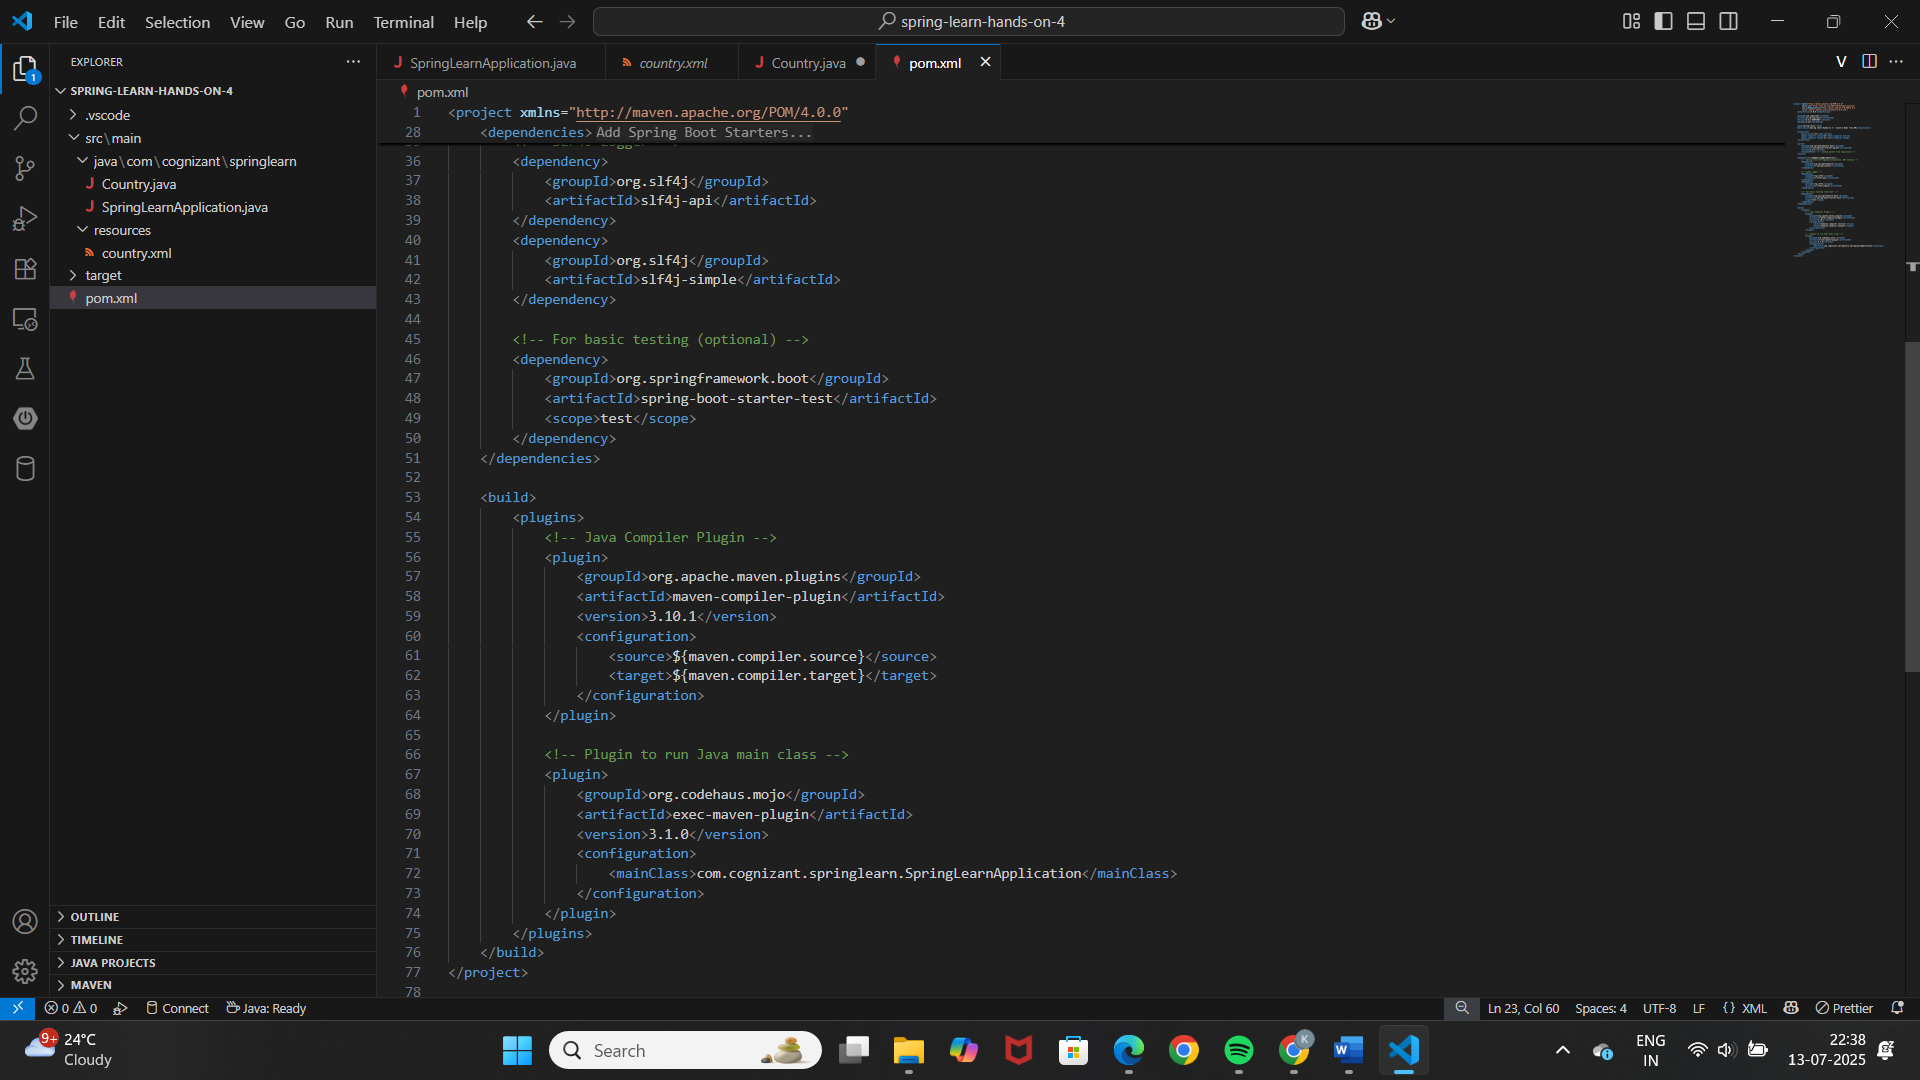 File Edit Selection View Go Run Terminal Help
spring-learn-hands-on-4
EXPLORER
SPRING-LEARN-HANDS-ON-4
.vscode
src\main
java\com\cognizant\springlearn
Country.java
SpringLearnApplication.java
resources
country.xml
target
pom.xml
OUTLINE
TIMELINE
JAVA PROJECTS
MAVEN
SpringLearnApplication.java country.xml Country.java pom.xml
pom.xml
1 <project xmlns="http://maven.apache.org/POM/4.0.0"
28 <dependencies> Add Spring Boot Starters...
36 <dependency>
37 <groupId>org.slf4j</groupId>
38 <artifactId>slf4j-api</artifactId>
39 </dependency>
40 <dependency>
41 <groupId>org.slf4j</groupId>
42 <artifactId>slf4j-simple</artifactId>
43 </dependency>
44
45 <!-- For basic testing (optional) -->
46 <dependency>
47 <groupId>org.springframework.boot</groupId>
48 <artifactId>spring-boot-starter-test</artifactId>
49 <scope>test</scope>
50 </dependency>
51 </dependencies>
52
53 <build>
54 <plugins>
55 <!-- Java Compiler Plugin -->
56 <plugin>
57 <groupId>org.apache.maven.plugins</groupId>
58 <artifactId>maven-compiler-plugin</artifactId>
59 <version>3.10.1</version>
60 <configuration>
61 <source>${maven.compiler.source}</source>
62 <target>${maven.compiler.target}</target>
63 </configuration>
64 </plugin>
65
66 <!-- Plugin to run Java main class -->
67 <plugin>
68 <groupId>org.codehaus.mojo</groupId>
69 <artifactId>exec-maven-plugin</artifactId>
70 <version>3.1.0</version>
71 <configuration>
72 <mainClass>com.cognizant.springlearn.SpringLearnApplication</mainClass>
73 </configuration>
74 </plugin>
75 </plugins>
76 </build>
77 </project>
78
0 0 Connect Java: Ready Ln 23, Col 60 Spaces: 4 UTF-8 LF {} XML Prettier
9+ 24°C
Cloudy
Search
ENG
IN
22:38
13-07-2025